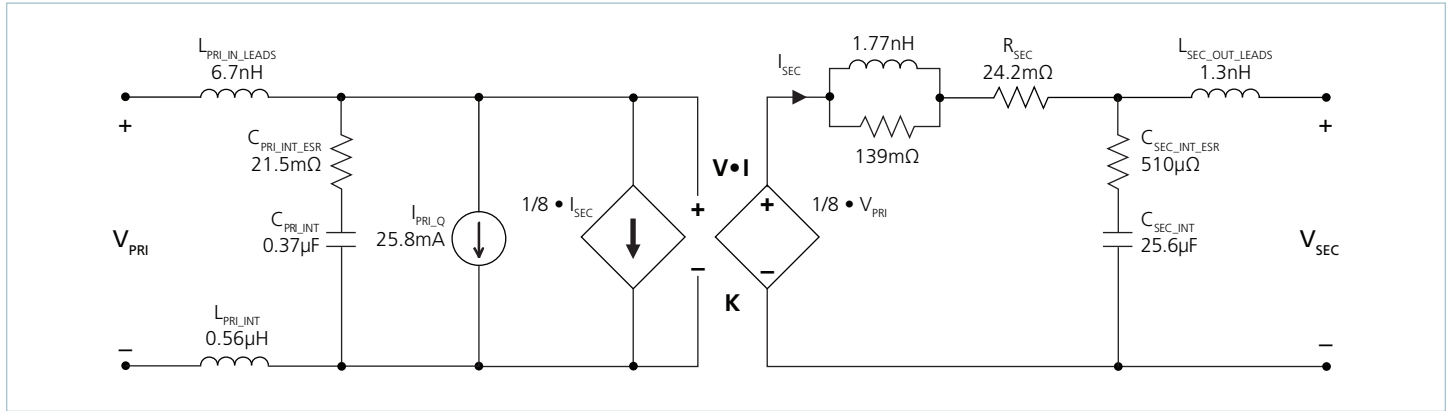 L_PRI_IN_LEADS
6.7nH
+
C_PRI_INT_ESR
21.5mΩ
C_PRI_INT
0.37µF
V_PRI
L_PRI_INT
0.56µH
–
I_PRI_Q
25.8mA
1/8 • I_SEC
+
–
V•I
K
+
–
1/8 • V_PRI
I_SEC
1.77nH
139mΩ
R_SEC
24.2mΩ
L_SEC_OUT_LEADS
1.3nH
C_SEC_INT_ESR
510µΩ
C_SEC_INT
25.6µF
+
V_SEC
–